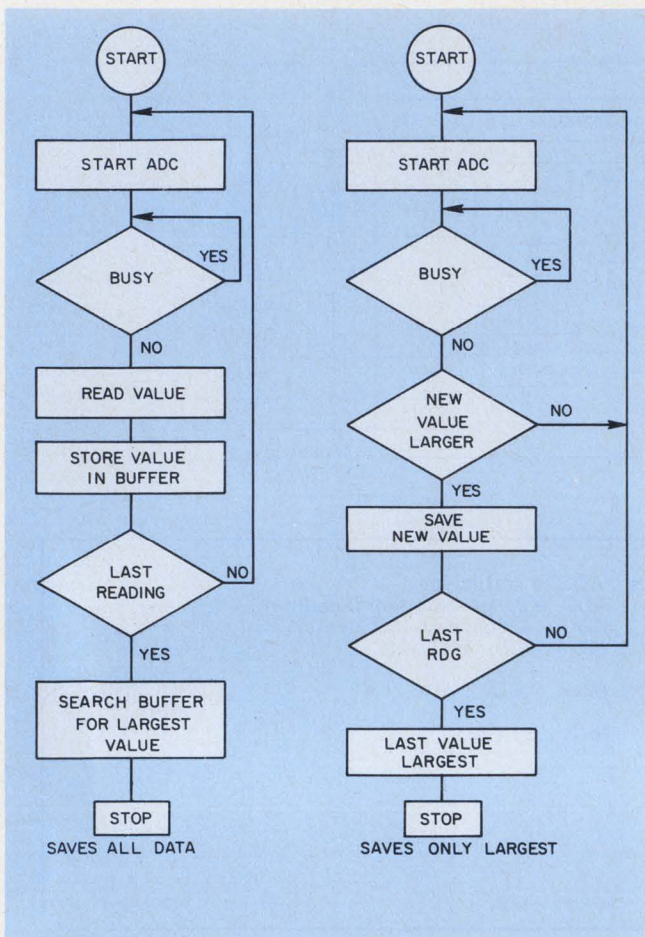 START
START ADC
BUSY
YES
NO
READ VALUE
STORE VALUE
IN BUFFER
LAST
READING
NO
YES
SEARCH BUFFER
FOR LARGEST
VALUE
STOP
SAVES ALL DATA
START
START ADC
BUSY
YES
NO
NEW
VALUE
LARGER
NO
YES
SAVE
NEW VALUE
LAST
RDG
NO
YES
LAST VALUE
LARGEST
STOP
SAVES ONLY LARGEST